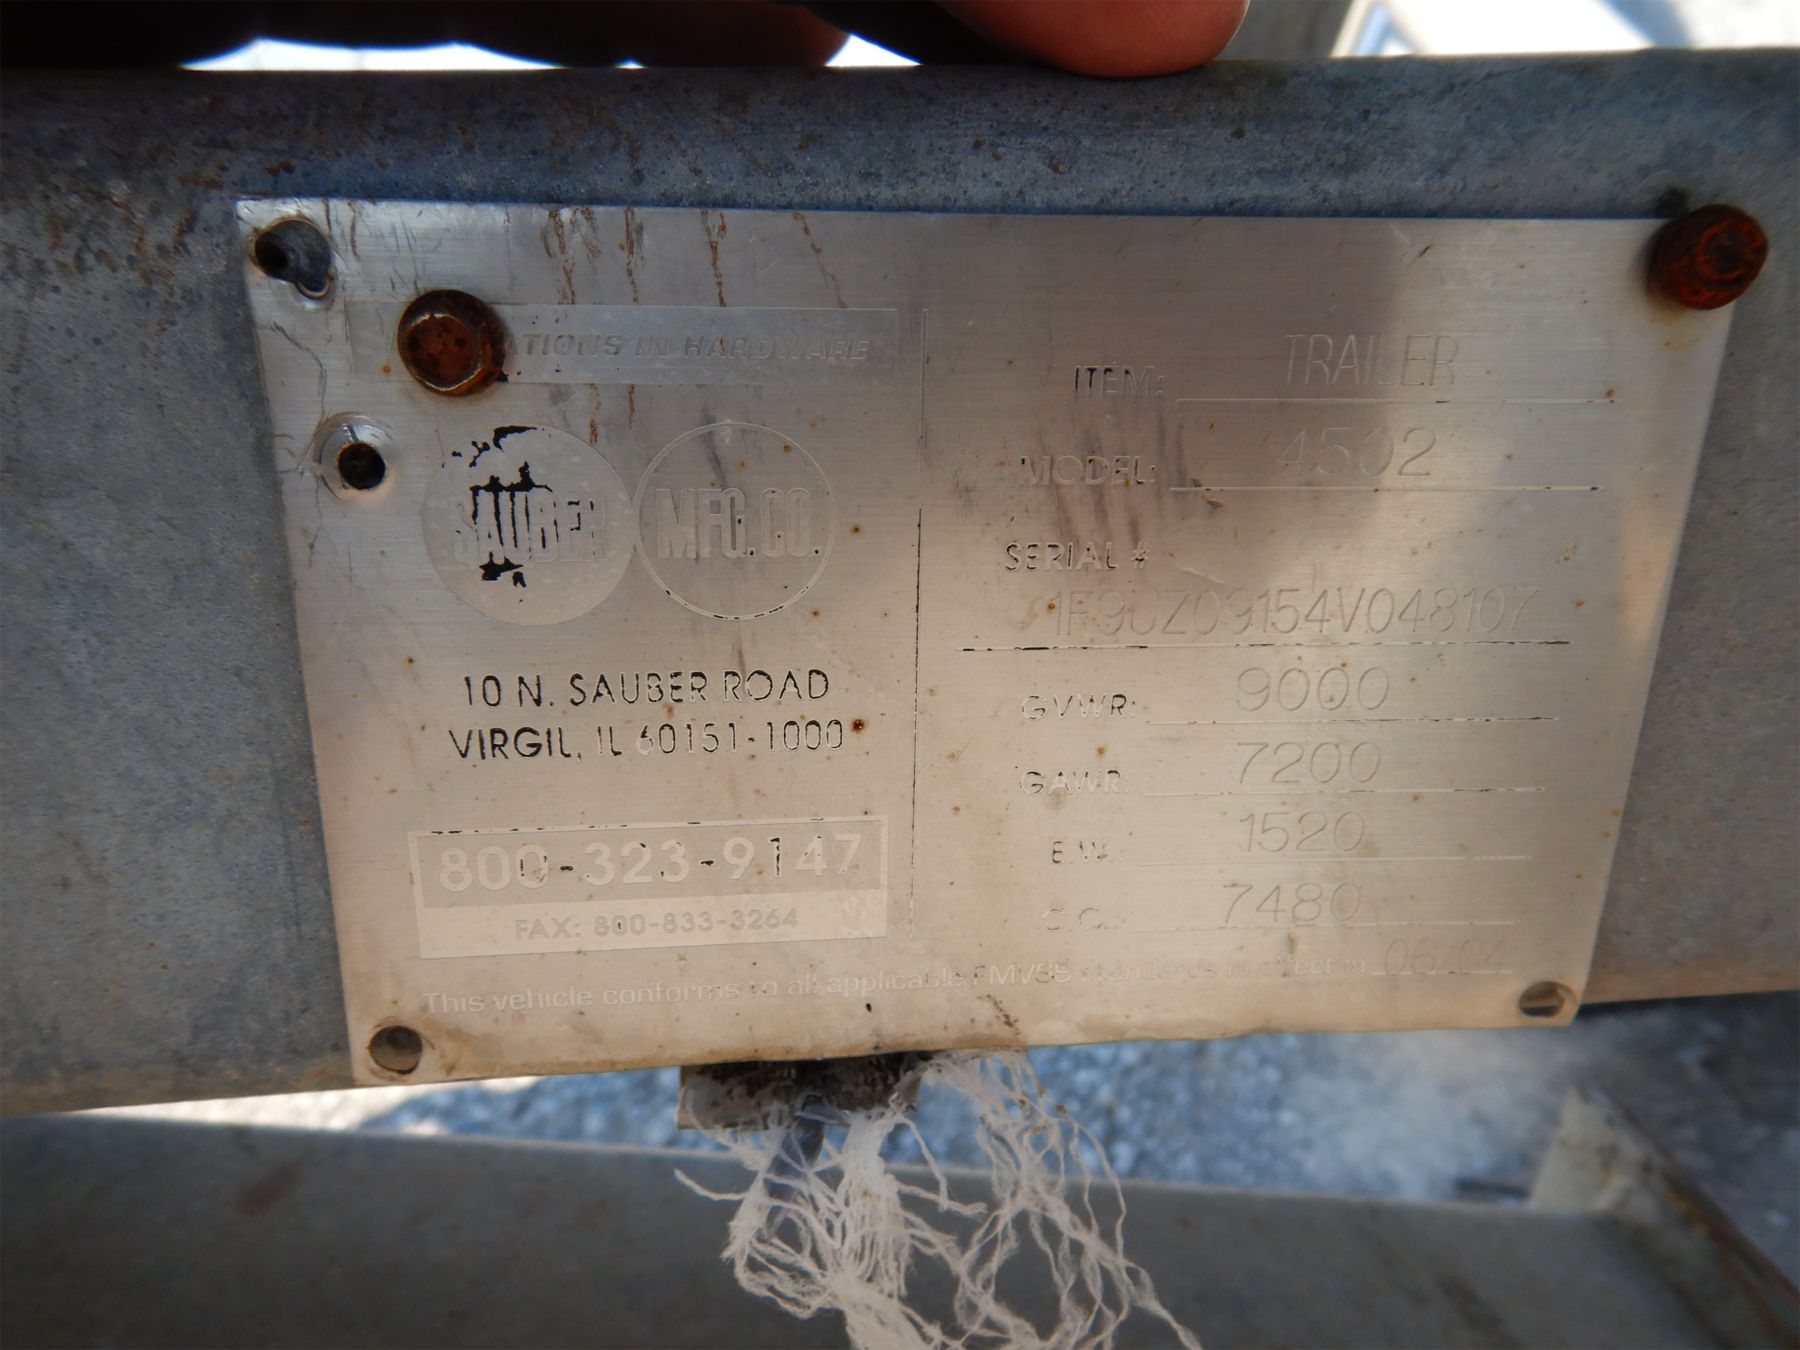 IN HARDWARE
SAUBER MFG. CO.
10 N. SAUBER ROAD
VIRGIL, IL 60151-1000
800-323-9147
FAX: 800-833-3264
ITEM: TRAILER
MODEL: 4502
SERIAL #
1F9UZ09154V048107
GVWR: 9000
GAWR: 7200
E.W.: 1520
C.C.: 7480
This vehicle conforms to all applicable FMVSS standards in effect in 06/04